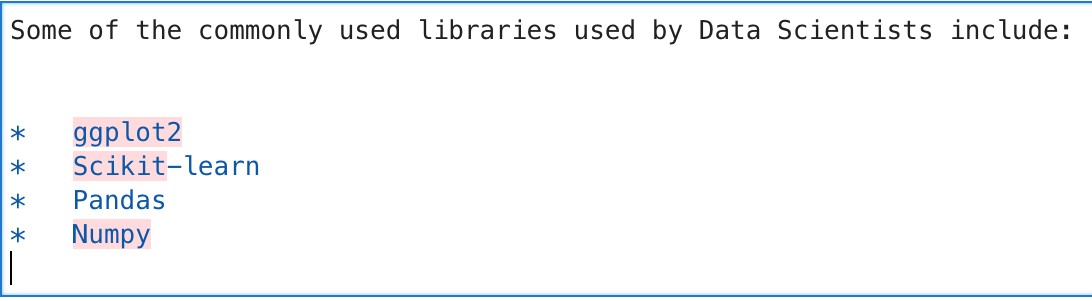 Some of the commonly used libraries used by Data Scientists include:
* ggplot2
* Scikit-learn
* Pandas
* Numpy